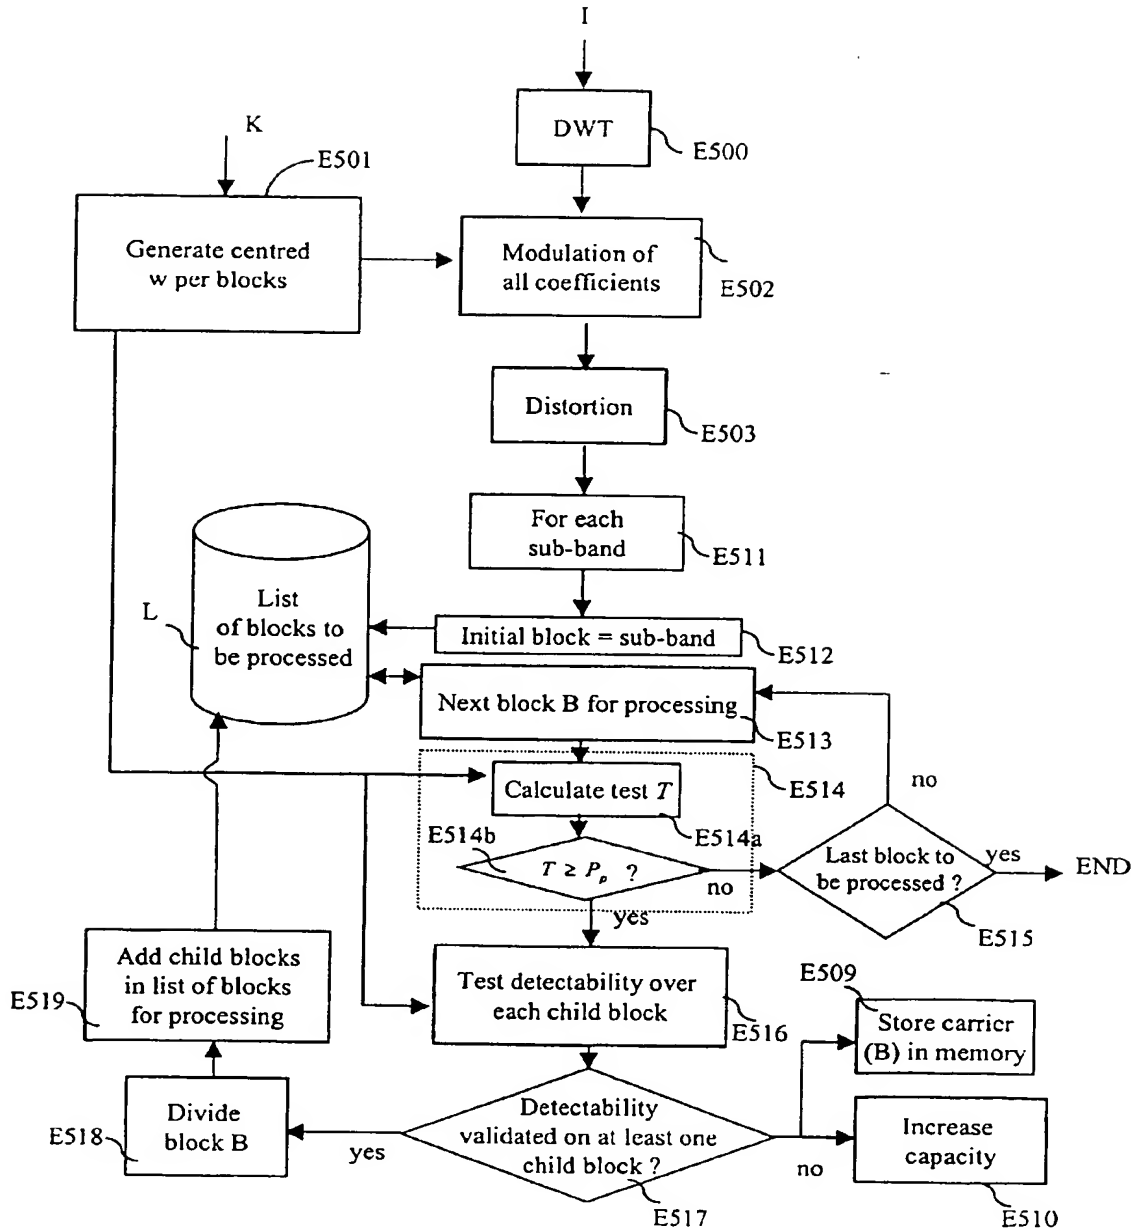 I
DWT
E500
K
E501
Generate centred
w per blocks
Modulation of
all coefficients
E502
Distortion
E503
For each
sub-band
E511
L
List
of blocks to
be processed
Initial block = sub-band
E512
Next block B for processing
E513
Calculate test T
E514
E514a
E514b
T ≥ Pp ?
no
yes
no
Last block to
be processed ?
yes
END
E515
Add child blocks
in list of blocks
for processing
E519
Test detectability over
each child block
E516
E509
Store carrier
(B) in memory
Divide
block B
E518
yes
Detectability
validated on at least one
child block ?
E517
no
Increase
capacity
E510